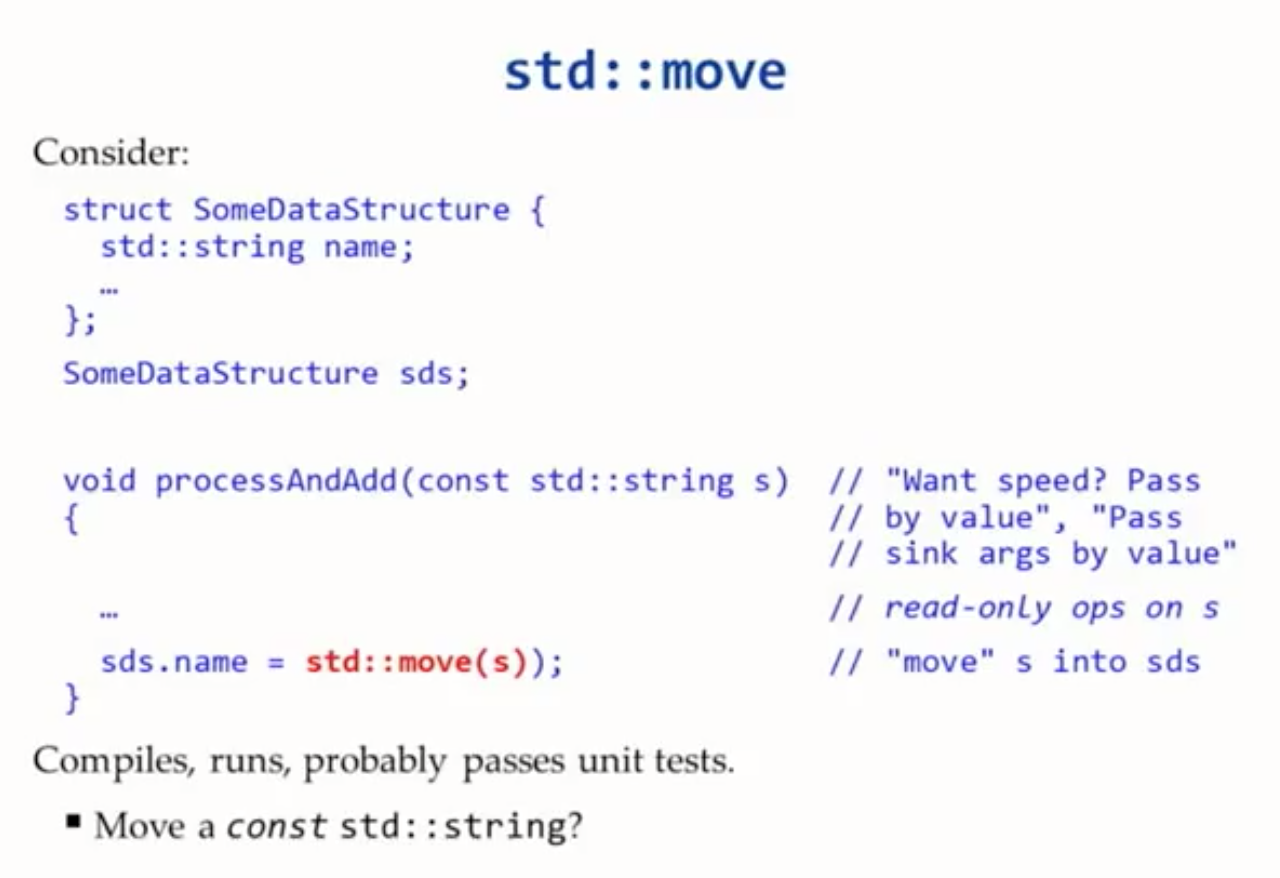 std::move
Consider:
struct SomeDataStructure {
std::string name;
…
};
SomeDataStructure sds;
void processAndAdd(const std::string s) // "Want speed? Pass
{ // by value", "Pass
// sink args by value"
… // read-only ops on s
sds.name = std::move(s)); // "move" s into sds
}
Compiles, runs, probably passes unit tests.
▪ Move a const std::string?